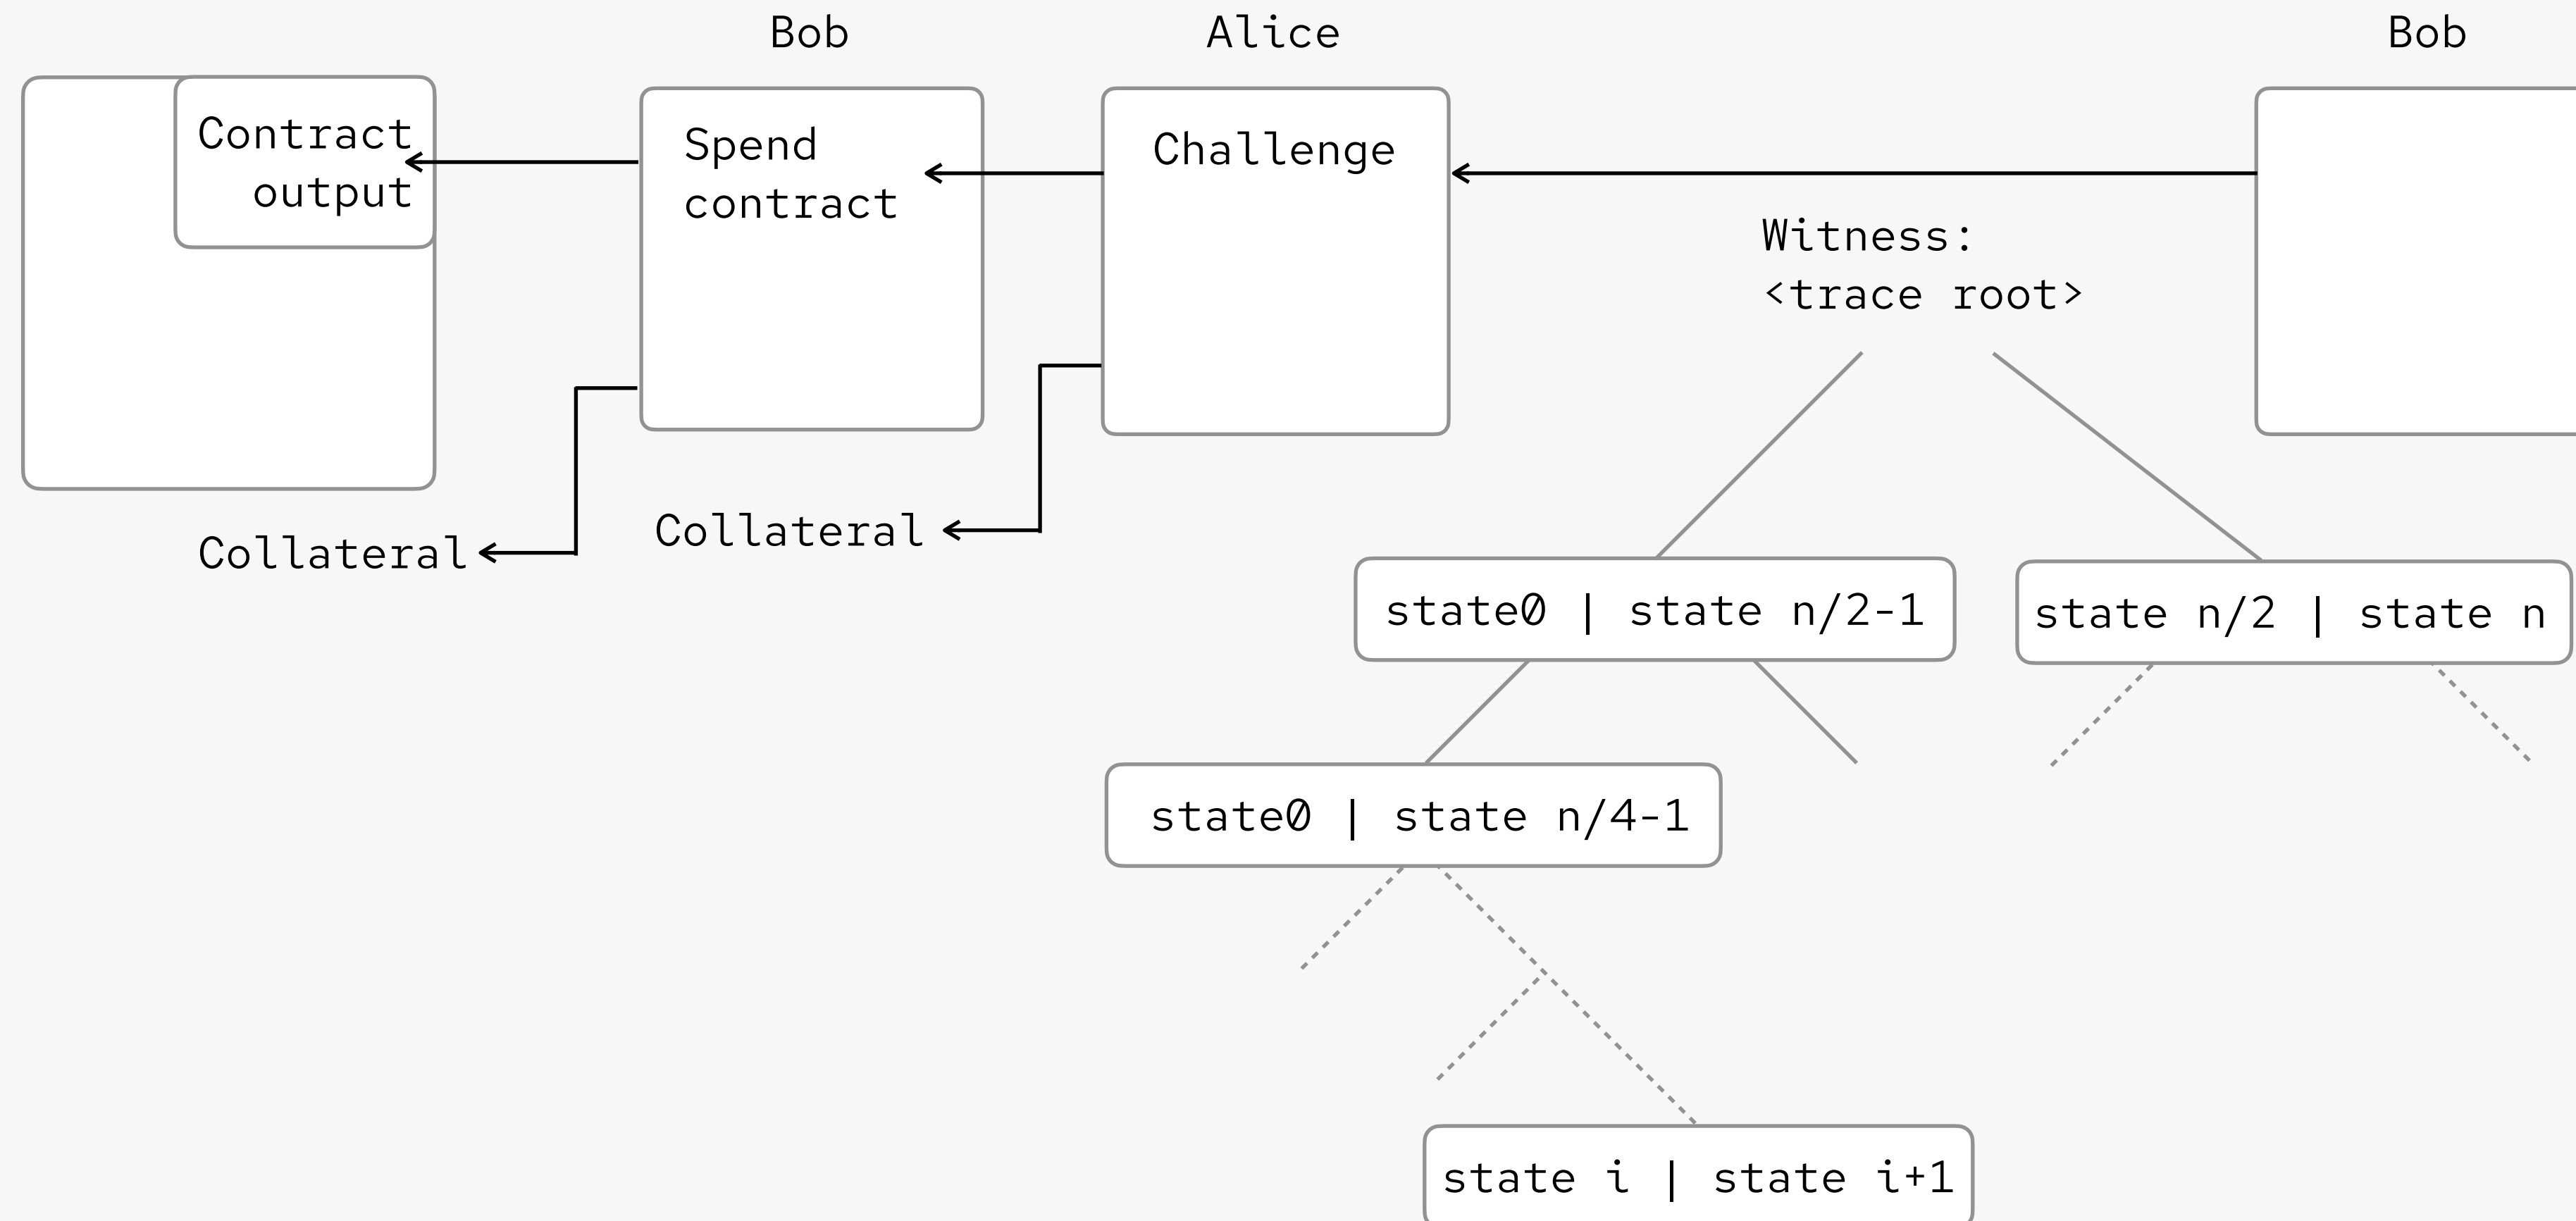 Bob
Alice
Bob
Contract
output
Spend
contract
Challenge
Witness:
<trace root>
Collateral
Collateral
state0 | state n/2-1
state n/2 | state n
state0 | state n/4-1
state i | state i+1